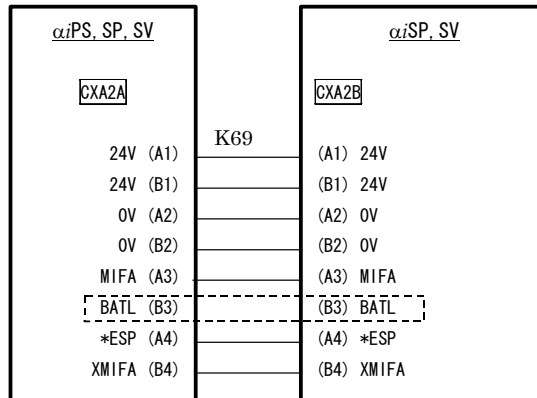 αiPS, SP, SV αiSP, SV
CXA2A CXA2B
K69
24V (A1) (A1) 24V
24V (B1) (B1) 24V
0V (A2) (A2) 0V
0V (B2) (B2) 0V
MIFA (A3) (A3) MIFA
BATL (B3) (B3) BATL
*ESP (A4) (A4) *ESP
XMIFA (B4) (B4) XMIFA